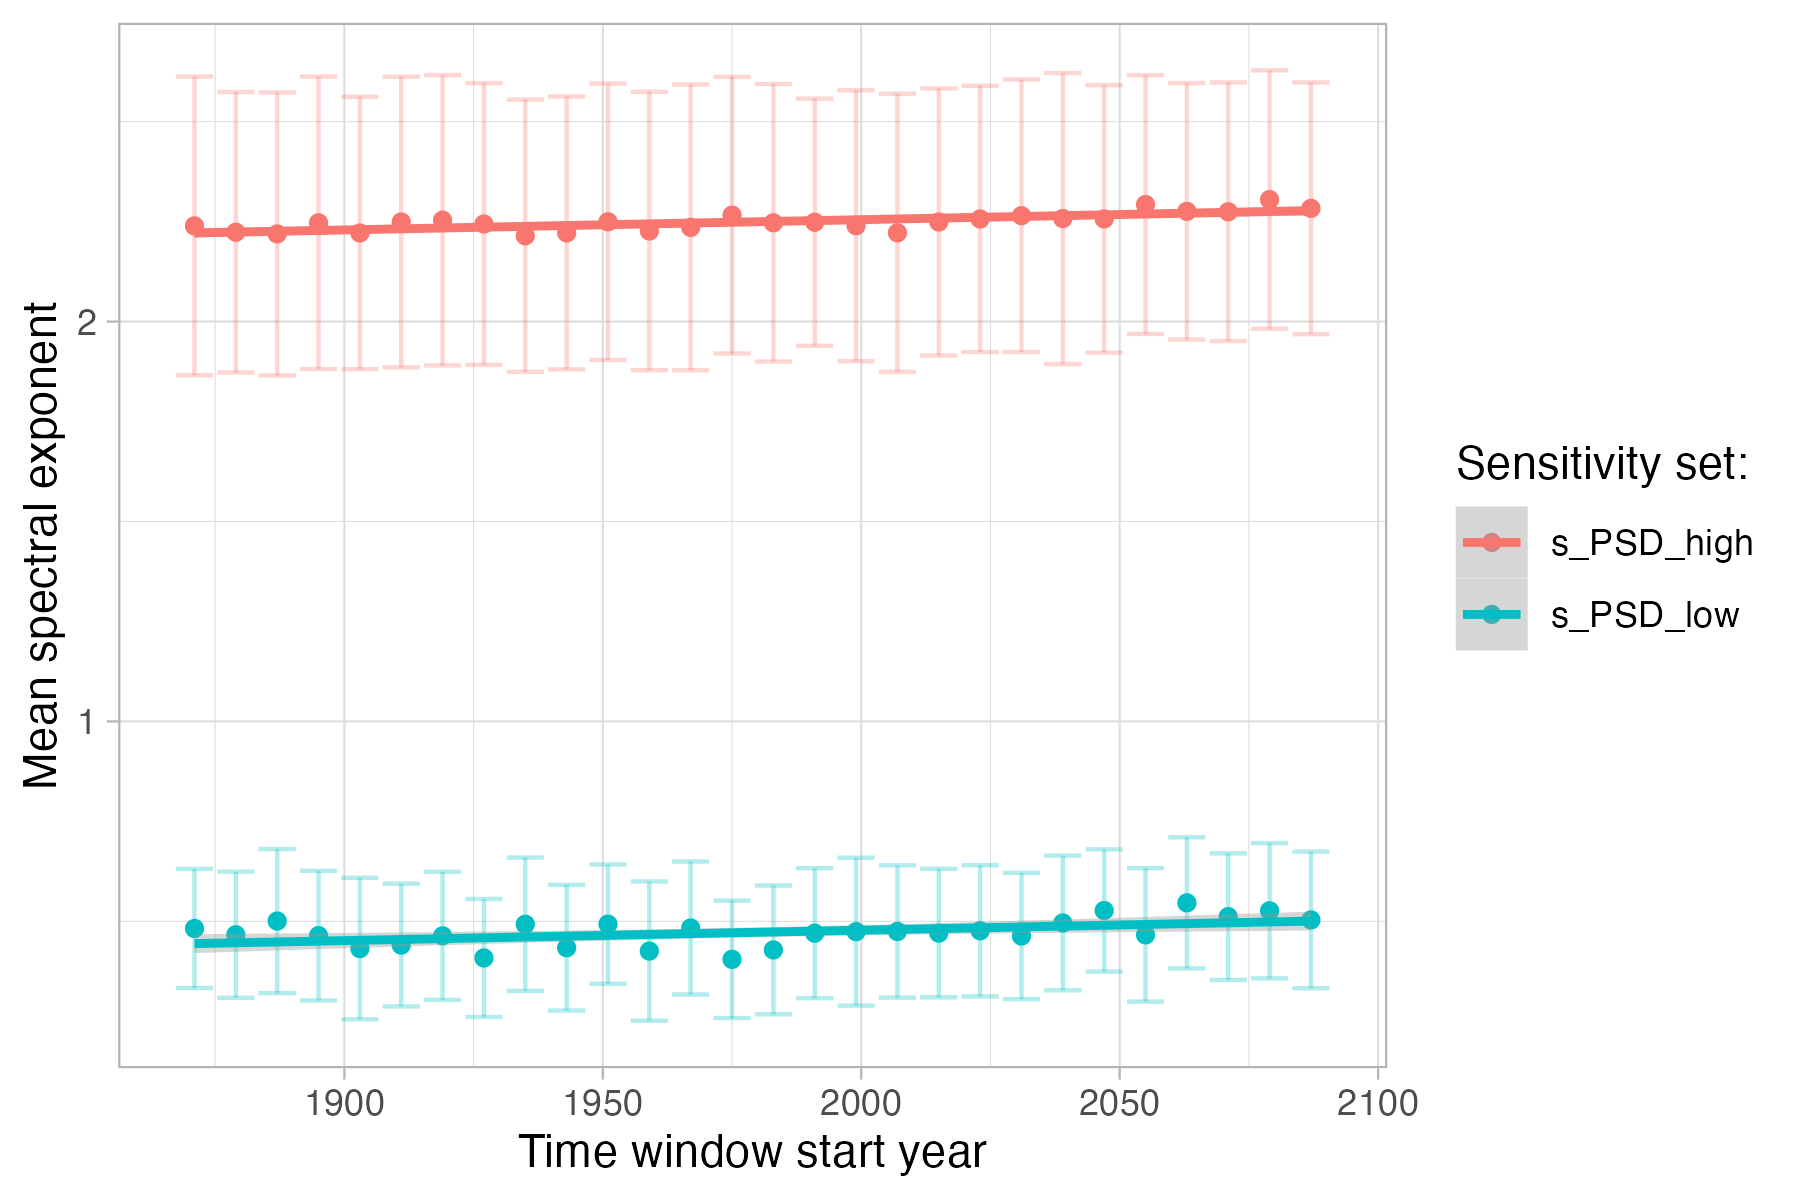 Mean spectral exponent
2
1
1900 1950 2000 2050 2100
Time window start year
Sensitivity set:
s_PSD_high
s_PSD_low